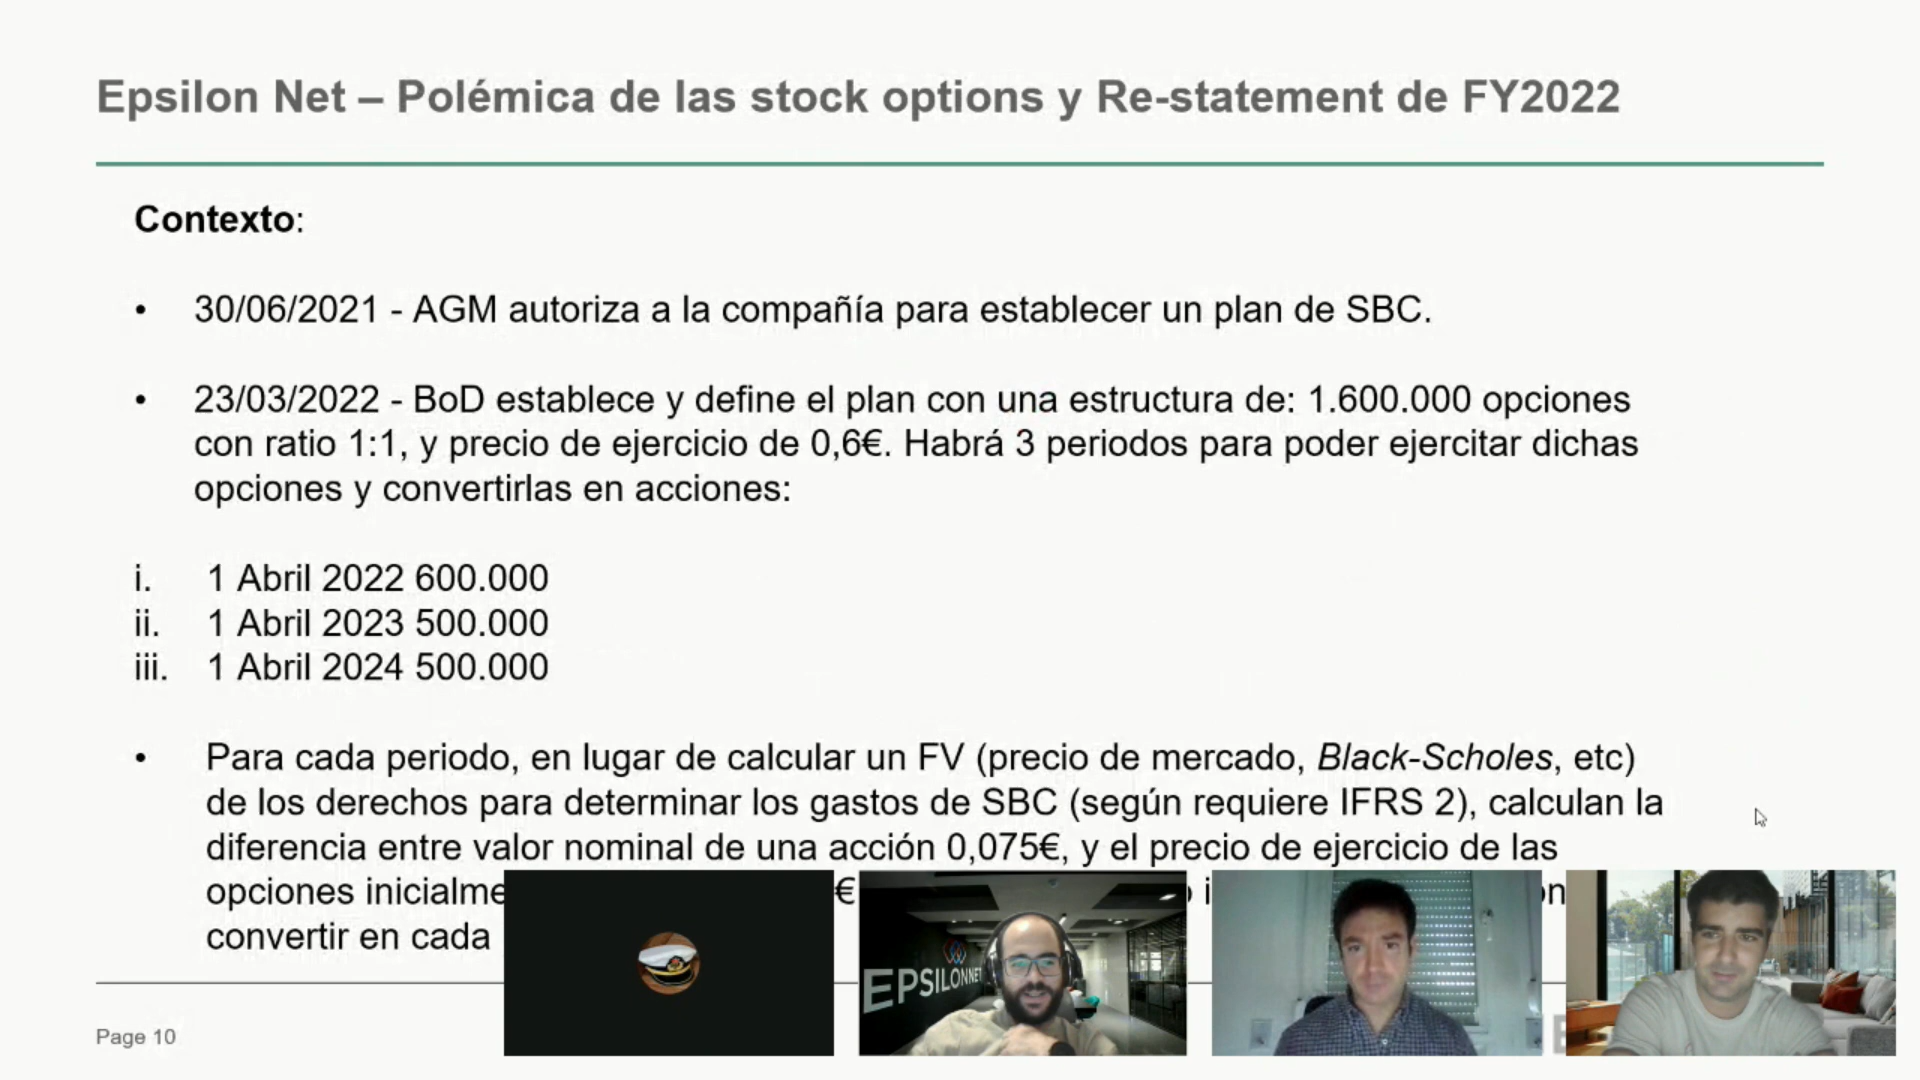 Epsilon Net – Polémica de las stock options y Re-statement de FY2022
Contexto:
• 30/06/2021 - AGM autoriza a la compañía para establecer un plan de SBC.
• 23/03/2022 - BoD establece y define el plan con una estructura de: 1.600.000 opciones
con ratio 1:1, y precio de ejercicio de 0,6€. Habrá 3 periodos para poder ejercitar dichas
opciones y convertirlas en acciones:
i. 1 Abril 2022 600.000
ii. 1 Abril 2023 500.000
iii. 1 Abril 2024 500.000
• Para cada periodo, en lugar de calcular un FV (precio de mercado, Black-Scholes, etc)
de los derechos para determinar los gastos de SBC (según requiere IFRS 2), calculan la
diferencia entre valor nominal de una acción 0,075€, y el precio de ejercicio de las
opciones €
convertir en cada
EPSILONNET
Page 10